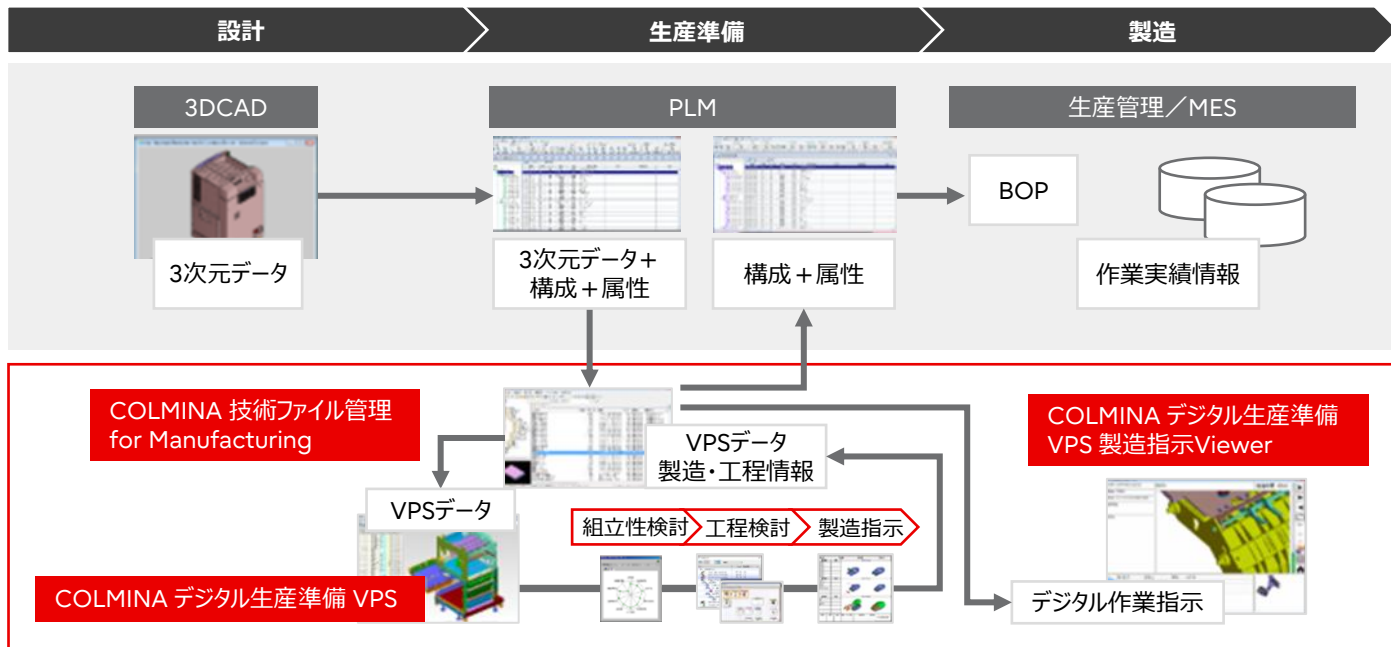 設計
生産準備
製造
3DCAD
PLM
生産管理／MES
BOP
3次元データ
3次元データ＋
構成＋属性
構成＋属性
作業実績情報
COLMINA 技術ファイル管理
for Manufacturing
VPSデータ
製造・工程情報
COLMINA デジタル生産準備
VPS 製造指示Viewer
VPSデータ
組立性検討
工程検討
製造指示
COLMINA デジタル生産準備 VPS
デジタル作業指示